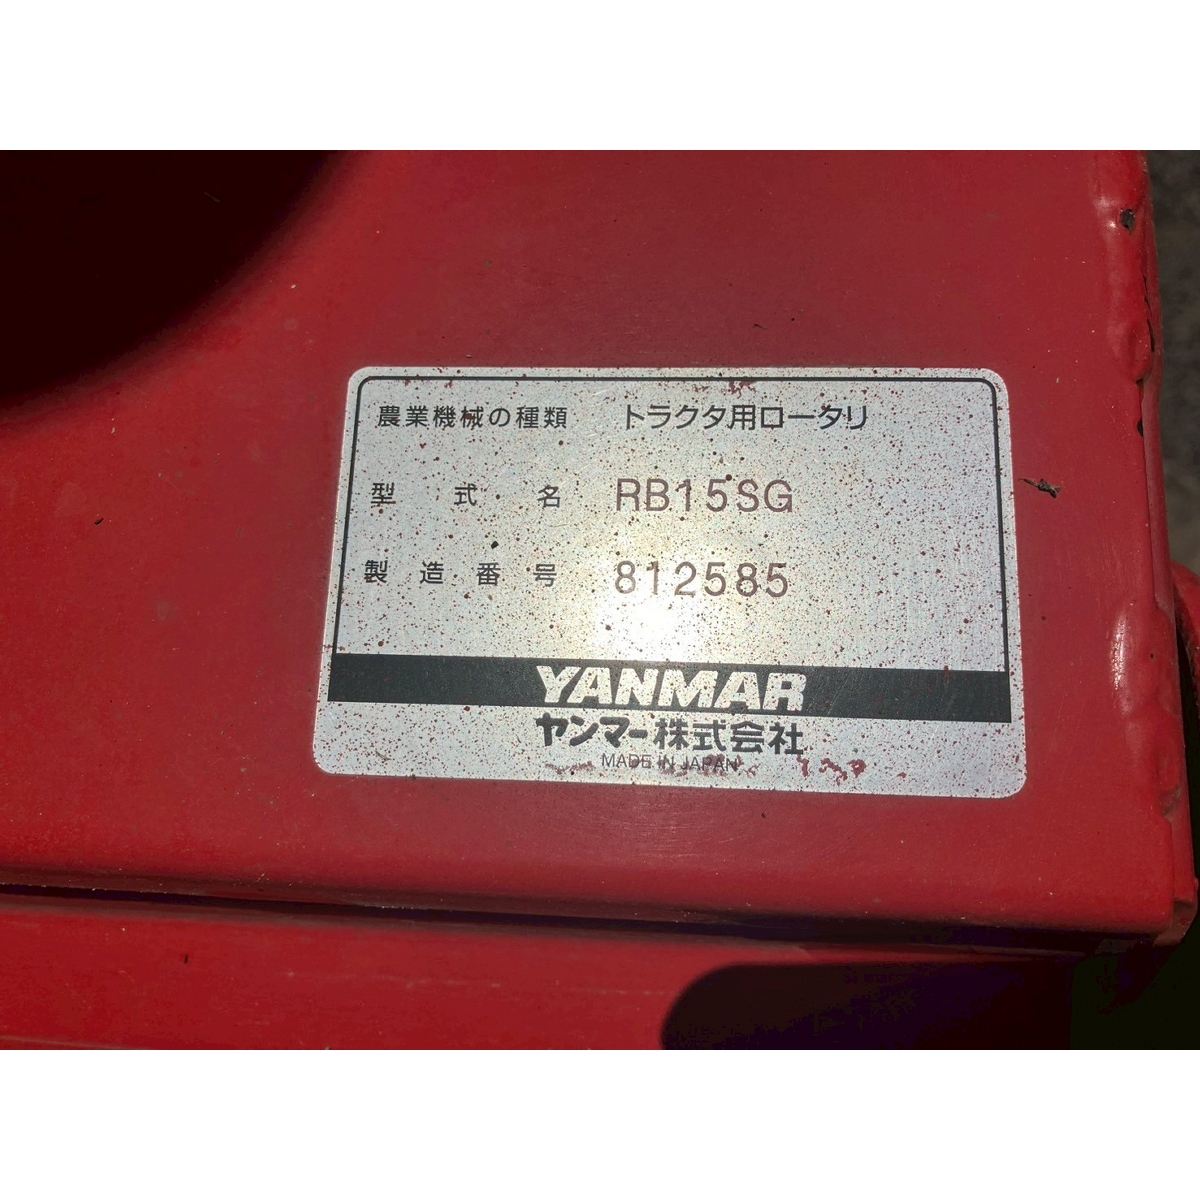 農業機械の種類 トラクタ用ロータリ
型式名 RB15SG
製造番号 812585
YANMAR
ヤンマー株式会社
MADE IN JAPAN